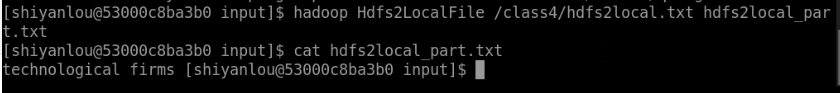 [shiyanlou@53000c8ba3b0 input]$ hadoop Hdfs2LocalFile /class4/hdfs2local.txt hdfs2local_par
t.txt
[shiyanlou@53000c8ba3b0 input]$ cat hdfs2local_part.txt
technological firms [shiyanlou@53000c8ba3b0 input]$